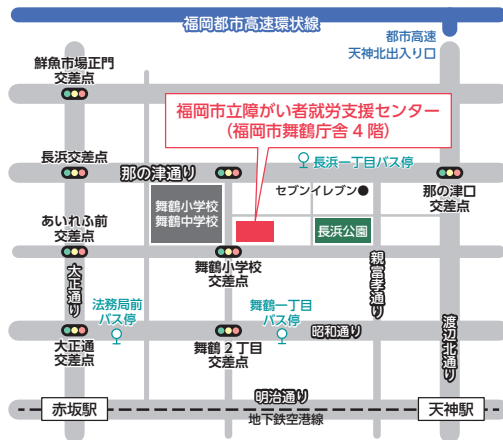 福岡都市高速環状線
都市高速
天神北出入り口
鮮魚市場正門
交差点
福岡市立障がい者就労支援センター
（福岡市舞鶴庁舎 4 階）
長浜交差点
那の津通り
長浜一丁目バス停
セブンイレブン
那の津口
交差点
舞鶴小学校
舞鶴中学校
長浜公園
あいれふ前
交差点
舞鶴小学校
交差点
大正通り
親富孝通り
法務局前
バス停
舞鶴一丁目
バス停
昭和通り
渡辺北通り
大正通
交差点
舞鶴 2 丁目
交差点
明治通り
赤坂駅
地下鉄空港線
天神駅